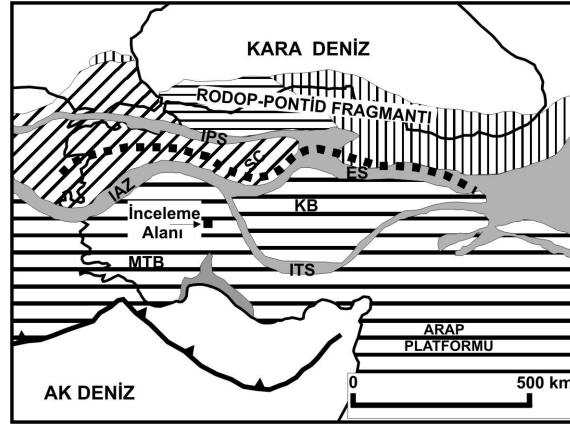 KARA DENİZ
RODOP-PONTİD FRAGMANTI
IPS
SC
ES
IAZ
KB
İnceleme
Alanı
MTB
ITS
ARAP
PLATFORMU
AK DENİZ
0 500 km